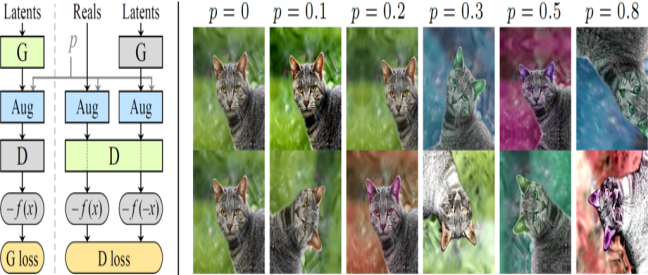 Latents Reals Latents
G G
p
Aug Aug Aug
D D
−f(x) −f(x) −f(−x)
G loss D loss
p = 0 p = 0.1 p = 0.2 p = 0.3 p = 0.5 p = 0.8